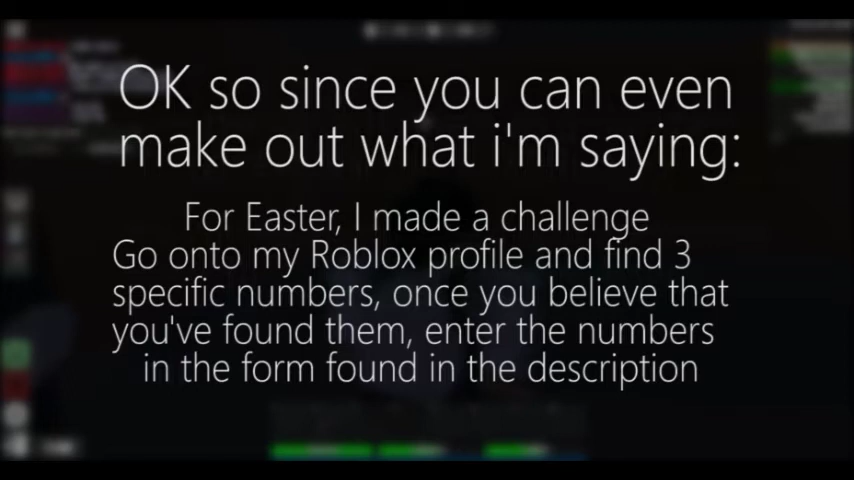 OK so since you can even
make out what i'm saying:
For Easter, I made a challenge
Go onto my Roblox profile and find 3
specific numbers, once you believe that
you've found them, enter the numbers
in the form found in the description